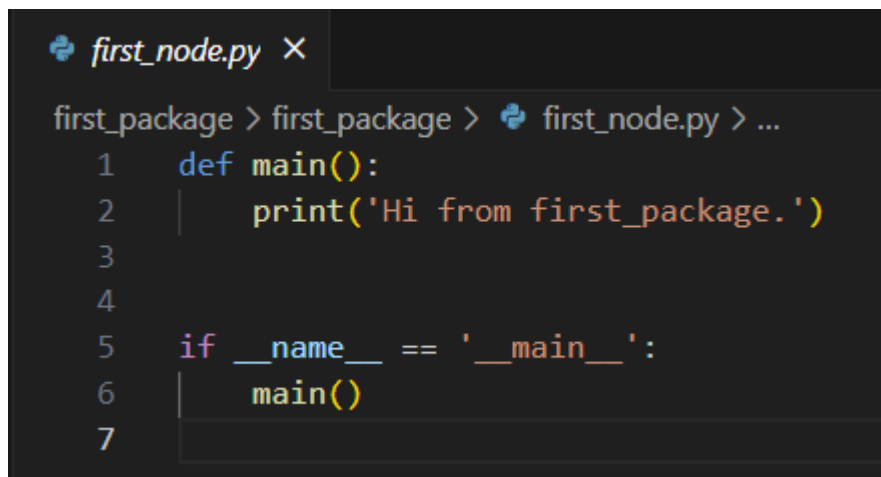 first_node.py ×
first_package > first_package > first_node.py > ...
1 def main():
2     print('Hi from first_package.')
3
4
5 if __name__ == '__main__':
6     main()
7